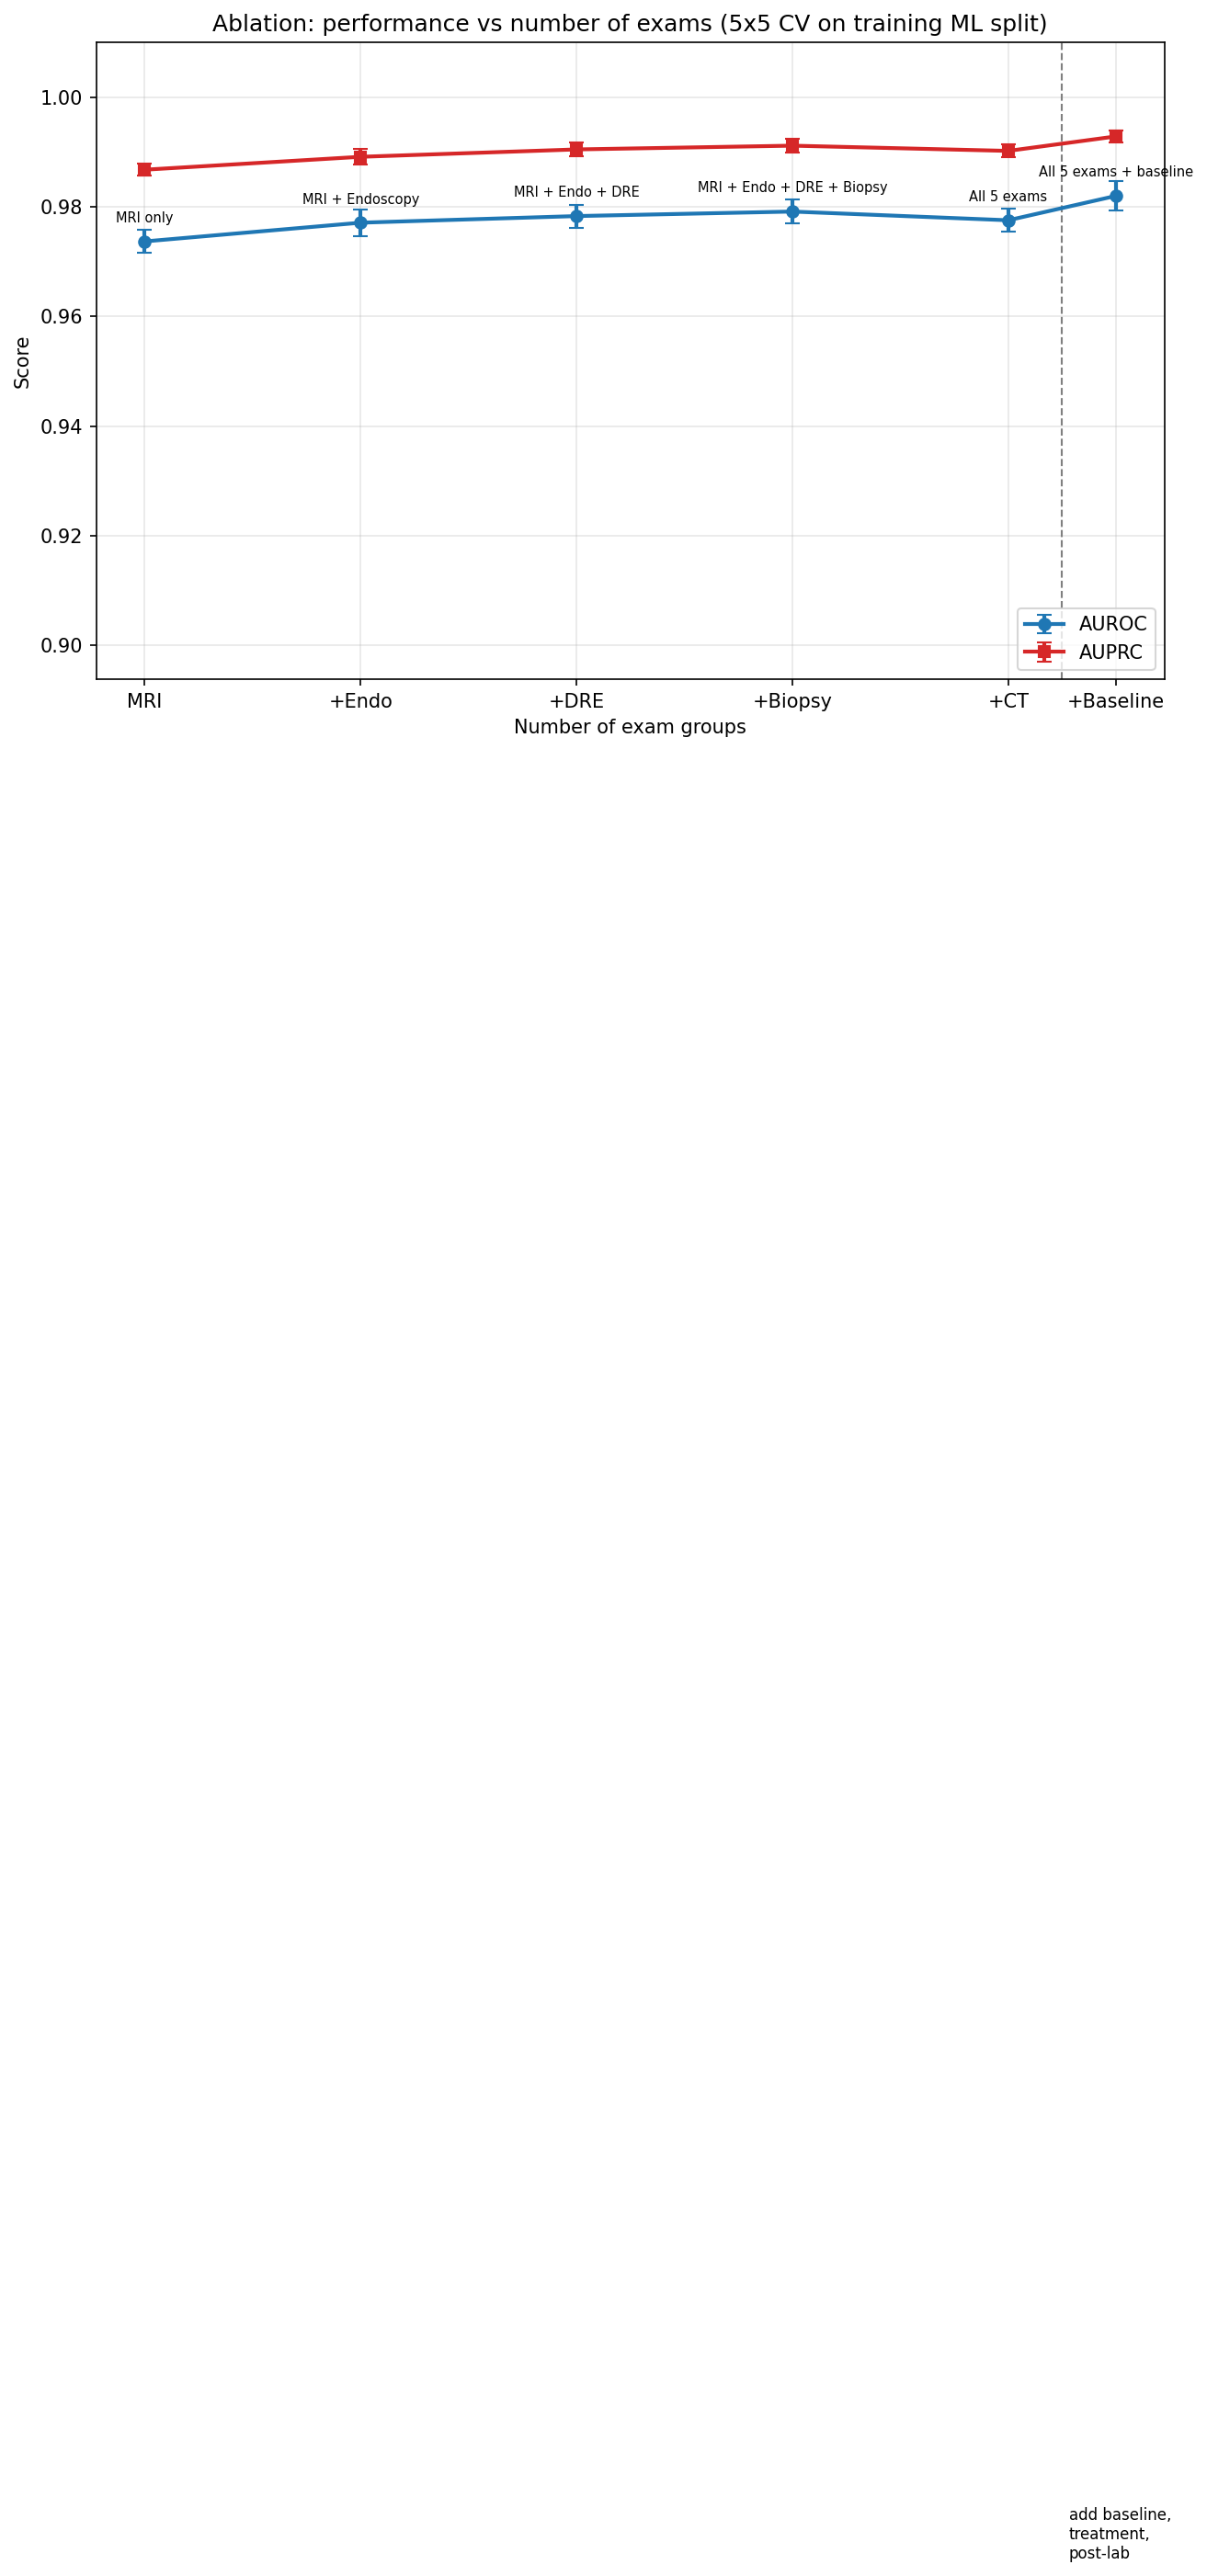 Ablation: performance vs number of exams (5x5 CV on training ML split)
1.00
0.98
0.96
0.94
0.92
0.90
Score
MRI only
MRI + Endoscopy
MRI + Endo + DRE
MRI + Endo + DRE + Biopsy
All 5 exams
All 5 exams + baseline
AUROC
AUPRC
MRI
+Endo
+DRE
+Biopsy
+CT
+Baseline
Number of exam groups
add baseline,
treatment,
post-lab